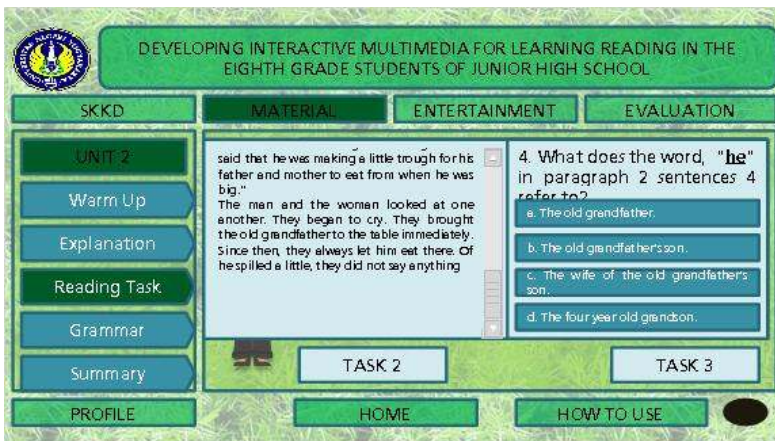 DEVELOPING INTERACTIVE MULTIMEDIA FOR LEARNING READING IN THE
EIGHTH GRADE STUDENTS OF JUNIOR HIGH SCHOOL
SKKD
MATERIAL
ENTERTAINMENT
EVALUATION
UNIT 2
Warm Up
Explanation
Reading Task
Grammar
Summary
said that he was making a little trough for his
father and mother to eat from when he was
big."
The man and the woman looked at one
another. They began to cry. They brought
the old grandfather to the table immediately.
Since then, they always let him eat there. Of
he spilled a little, they did not say anything
4. What does the word, "he"
in paragraph 2 sentences 4
refer to?
a. The old grandfather.
b. The old grandfather's son.
c. The wife of the old grandfather's
son.
d. The four year old grandson.
TASK 2
TASK 3
PROFILE
HOME
HOW TO USE